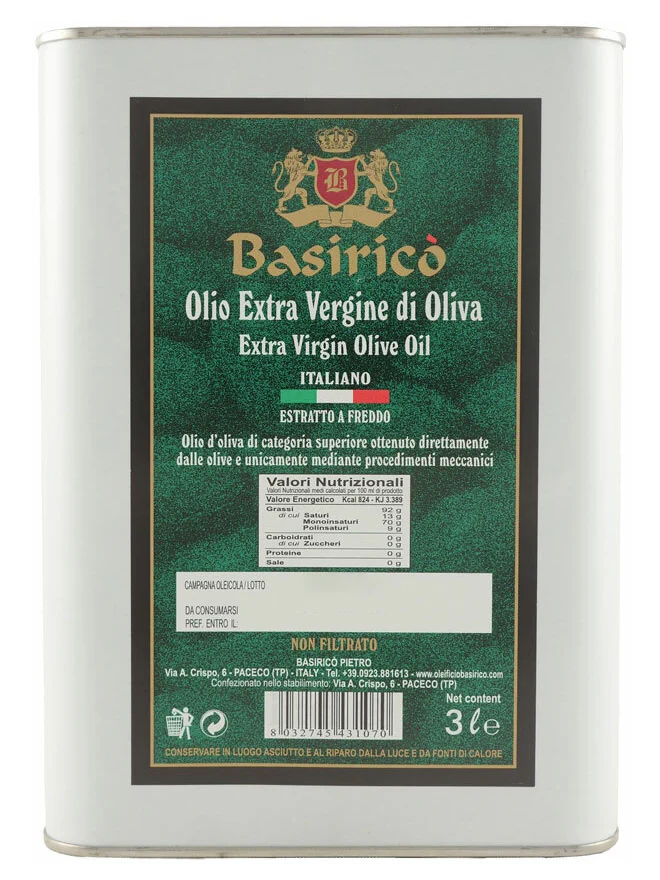 B
Basiricò
Olio Extra Vergine di Oliva
Extra Virgin Olive Oil
ITALIANO
ESTRATTO A FREDDO
Olio d'oliva di categoria superiore ottenuto direttamente
dalle olive e unicamente mediante procedimenti meccanici
Valori Nutrizionali
Valori Nutrizionali medi calcolati per 100 ml di prodotto
Valore Energetico Kcal 824 - KJ 3.389
Grassi 92 g
di cui Saturi 13 g
Monoinsaturi 70 g
Polinsaturi 9 g
Carboidrati 0 g
di cui Zuccheri 0 g
Proteine 0 g
Sale 0 g
CAMPAGNA OLEICOLA / LOTTO
DA CONSUMARSI
PREF. ENTRO IL:
NON FILTRATO
BASIRICÒ PIETRO
Via A. Crispo, 6 - PACECO (TP) - ITALY - Tel. +39.0923.881613 - www.oleificiobasirico.com
Confezionato nello stabilimento: Via A. Crispo, 6 - PACECO (TP)
Net content
3 ℓ e
8 032745 431070
CONSERVARE IN LUOGO ASCIUTTO E AL RIPARO DALLA LUCE E DA FONTI DI CALORE